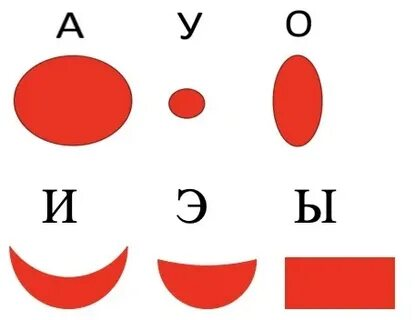 А У О
И Э Ы